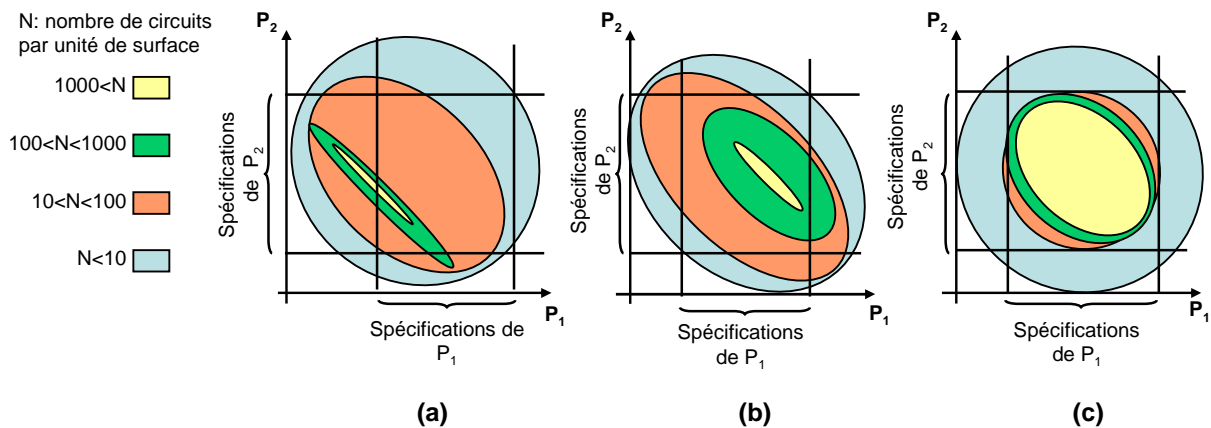 N: nombre de circuits
par unité de surface
1000<N
100<N<1000
10<N<100
N<10
P2
Spécifications
de P2
P1
Spécifications de
P1
(a)
P2
Spécifications
de P2
P1
Spécifications
de P1
(b)
P2
Spécifications
de P2
P1
Spécifications
de P1
(c)